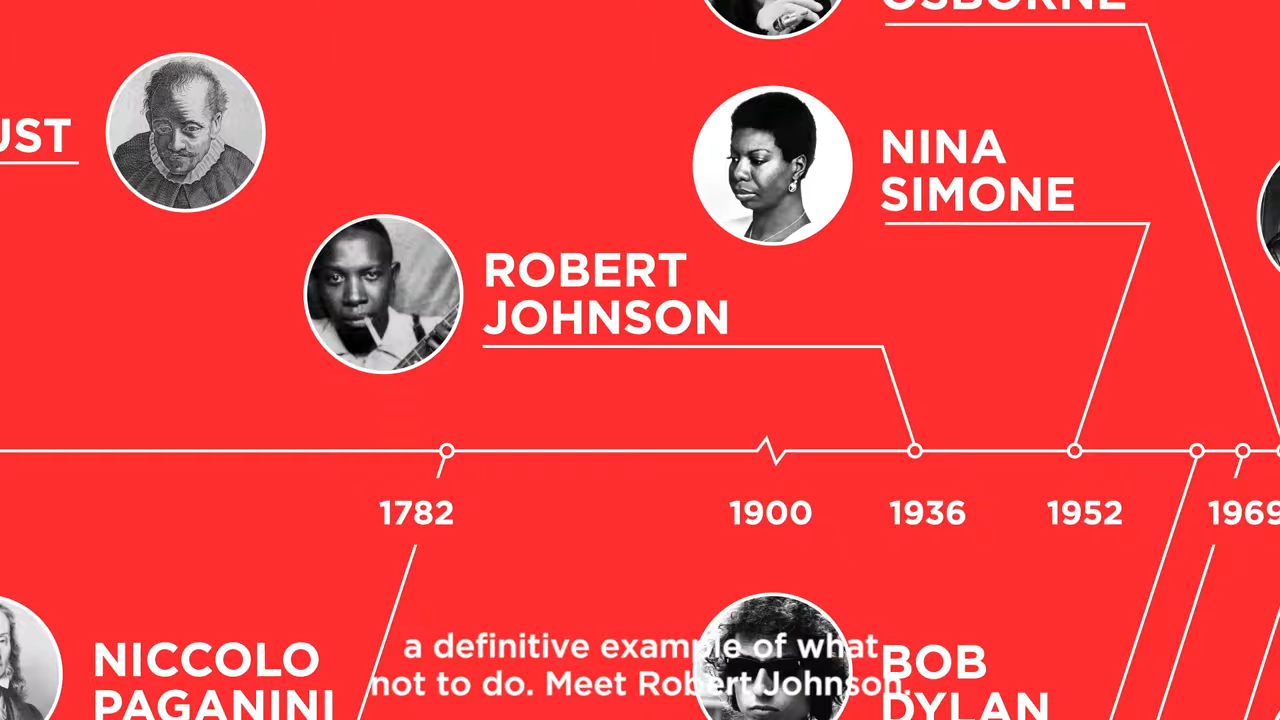 OSBORNE
UST
NINA
SIMONE
ROBERT
JOHNSON
1782
1900
1936
1952
1969
NICCOLO
PAGANINI
BOB
DYLAN
a definitive example of what
not to do. Meet Robert Johnson.